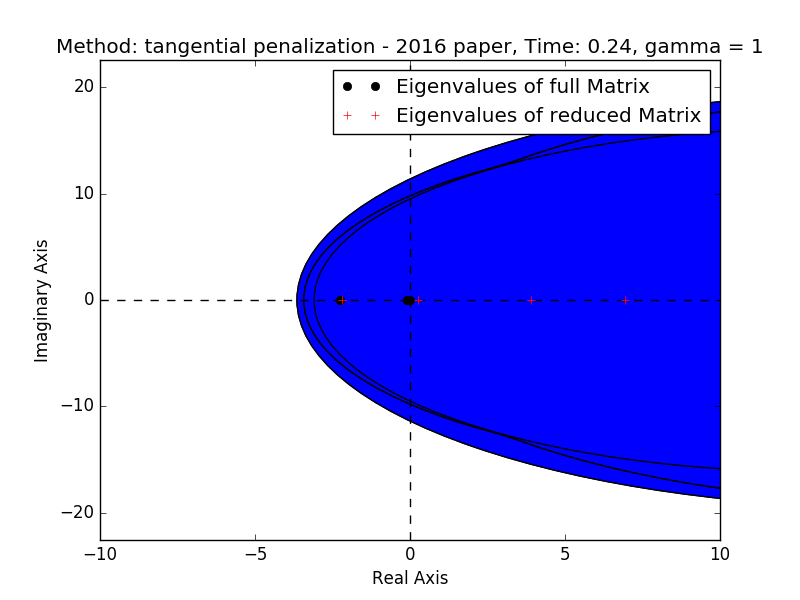 Method: tangential penalization - 2016 paper, Time: 0.24, gamma = 1
Eigenvalues of full Matrix
Eigenvalues of reduced Matrix
20
10
0
−10
−20
Imaginary Axis
−10 −5 0 5 10
Real Axis